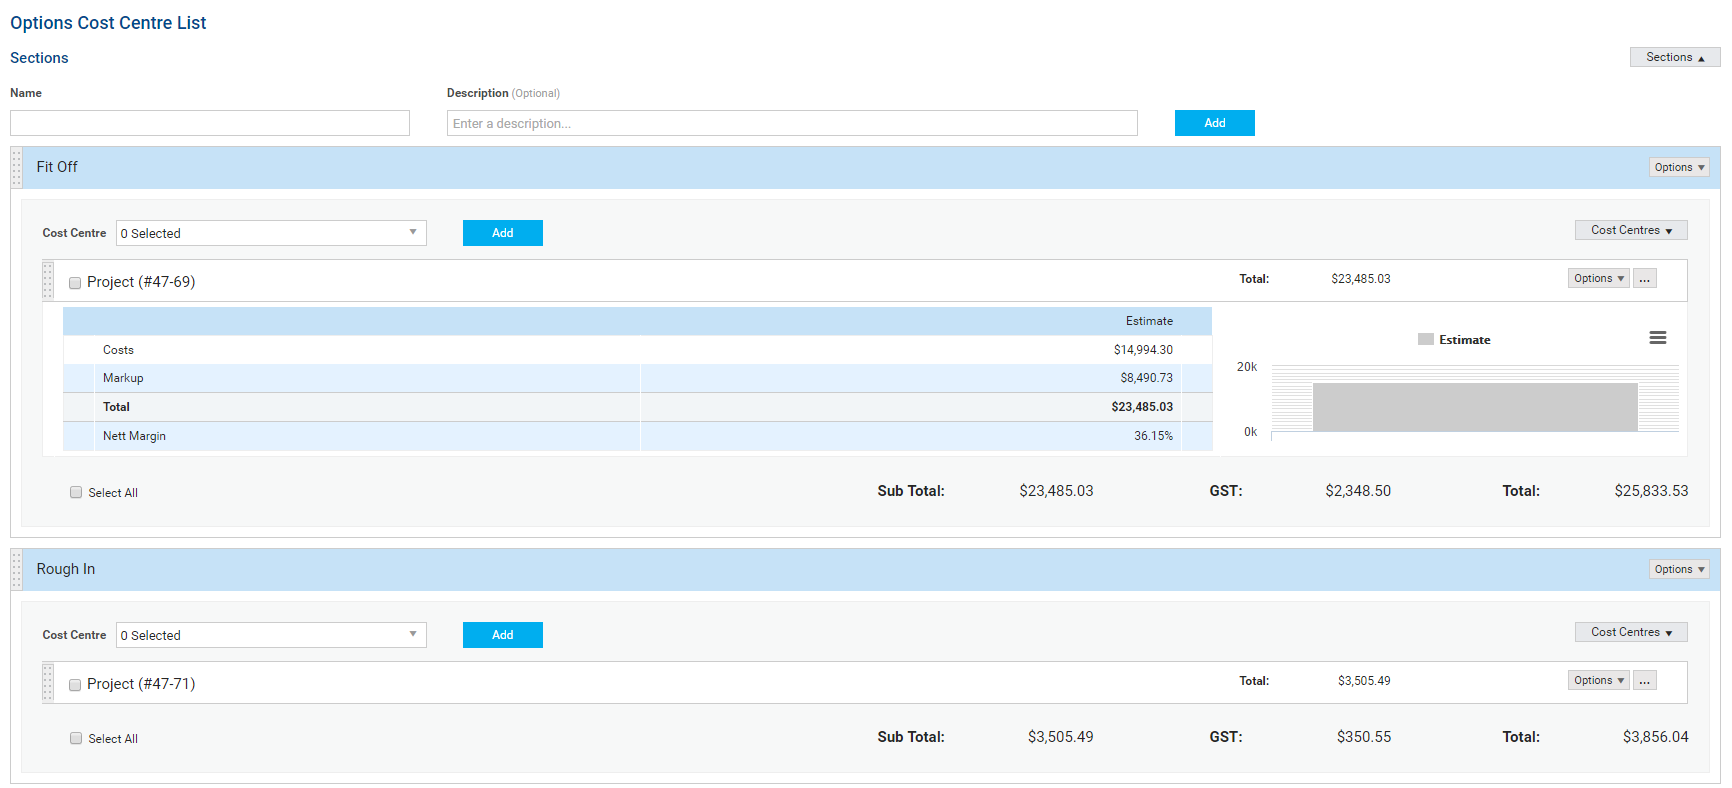 Options Cost Centre List
Sections
Sections ▲
Name
Description (Optional)
Enter a description...
Add
Fit Off
Options ▼
Cost Centre 0 Selected
Add
Cost Centres ▼
Project (#47-69)
Total: $23,485.03
Options ▼ ...
Estimate
Costs $14,994.30
Markup $8,490.73
Total $23,485.03
Nett Margin 36.15%
Estimate
20k
0k
Select All
Sub Total: $23,485.03 GST: $2,348.50 Total: $25,833.53
Rough In
Options ▼
Cost Centre 0 Selected
Add
Cost Centres ▼
Project (#47-71)
Total: $3,505.49
Options ▼ ...
Select All
Sub Total: $3,505.49 GST: $350.55 Total: $3,856.04